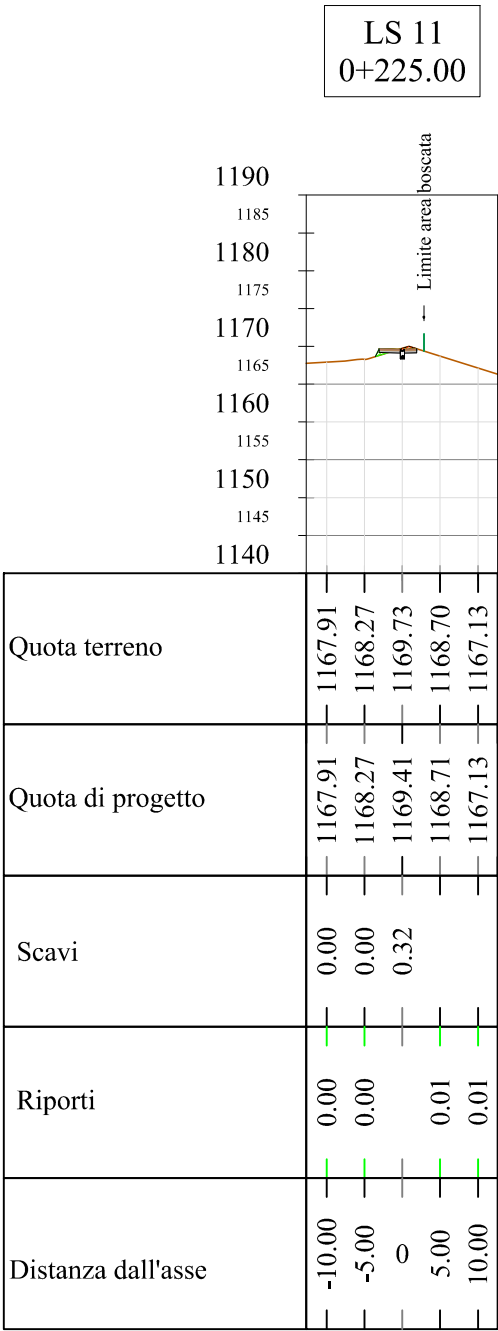 LS 11
0+225.00
Limite area boscata
1190
1185
1180
1175
1170
1165
1160
1155
1150
1145
1140
Quota terreno 1167.91 1168.27 1169.73 1168.70 1167.13
Quota di progetto 1167.91 1168.27 1169.41 1168.71 1167.13
Scavi 0.00 0.00 0.32
Riporti 0.00 0.00 0.01 0.01
Distanza dall'asse -10.00 -5.00 0 5.00 10.00